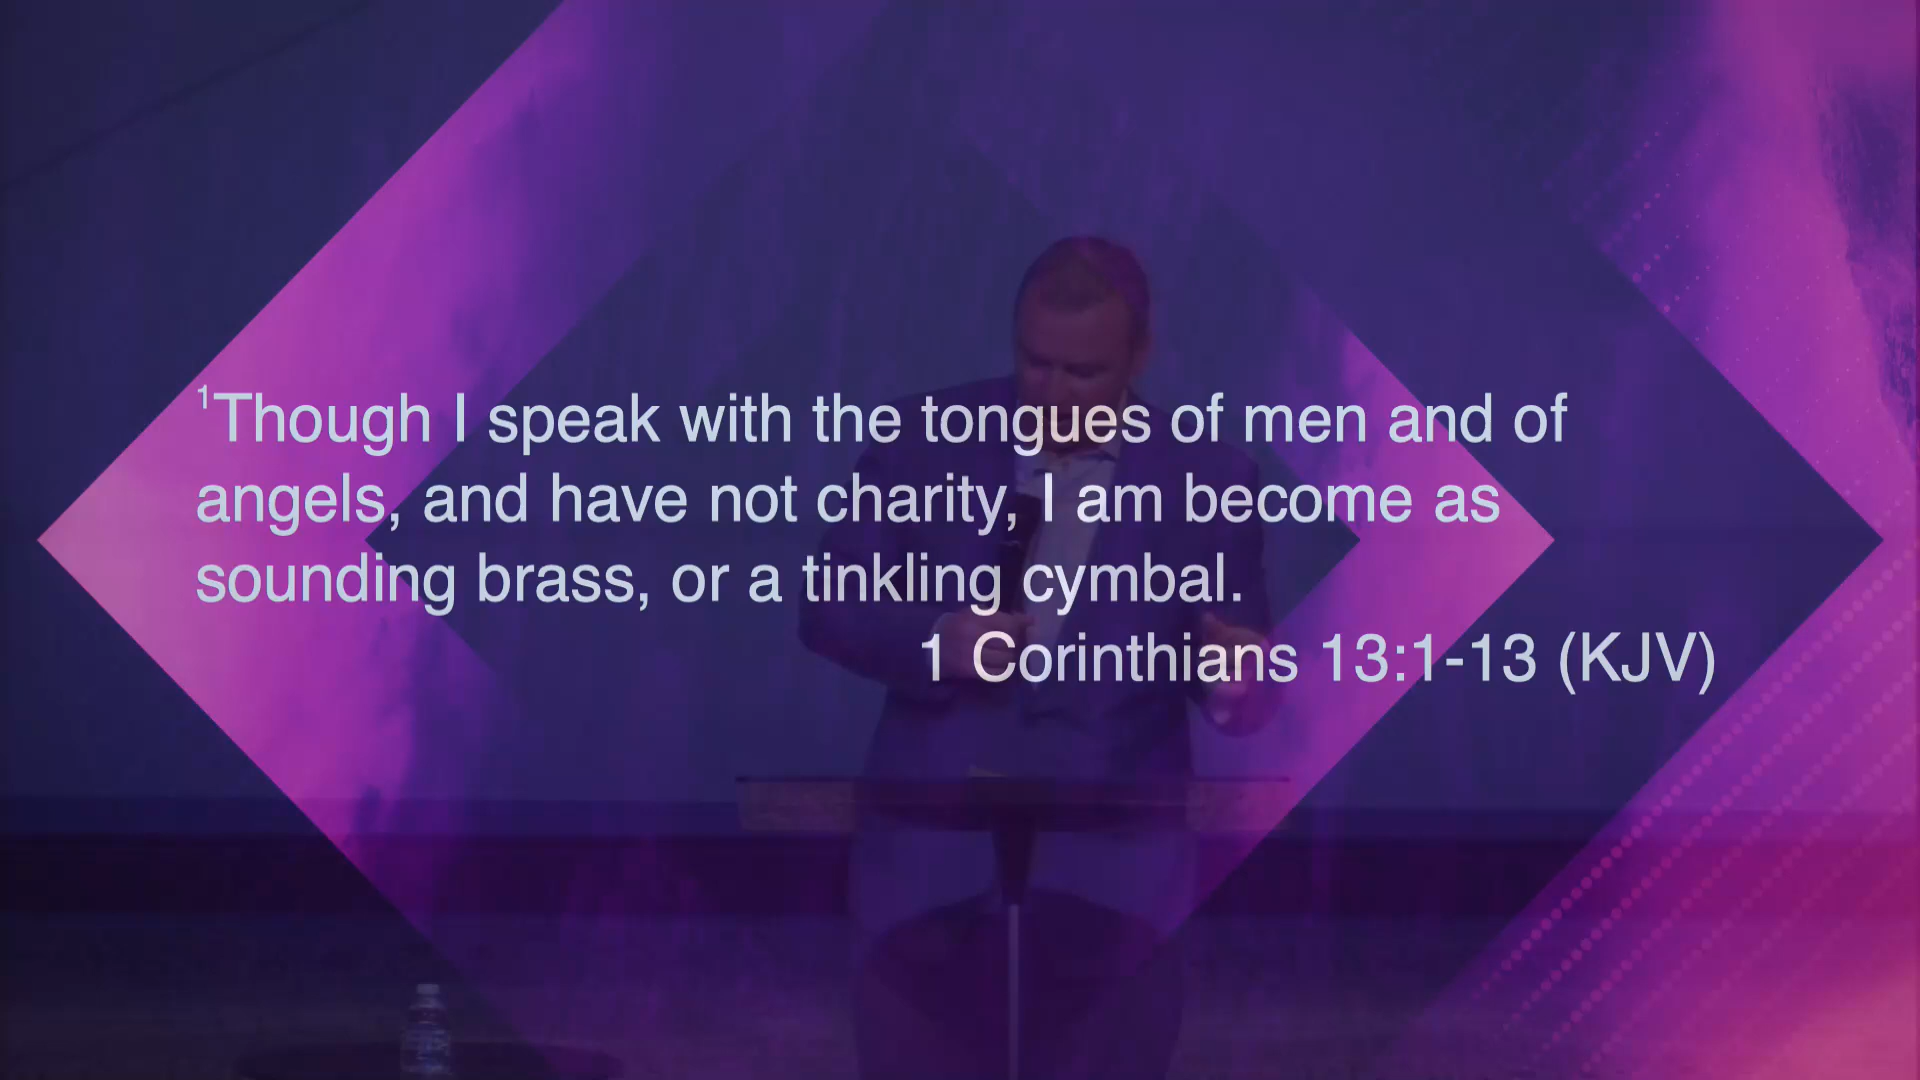 ¹Though I speak with the tongues of men and of
angels, and have not charity, I am become as
sounding brass, or a tinkling cymbal.
1 Corinthians 13:1-13 (KJV)